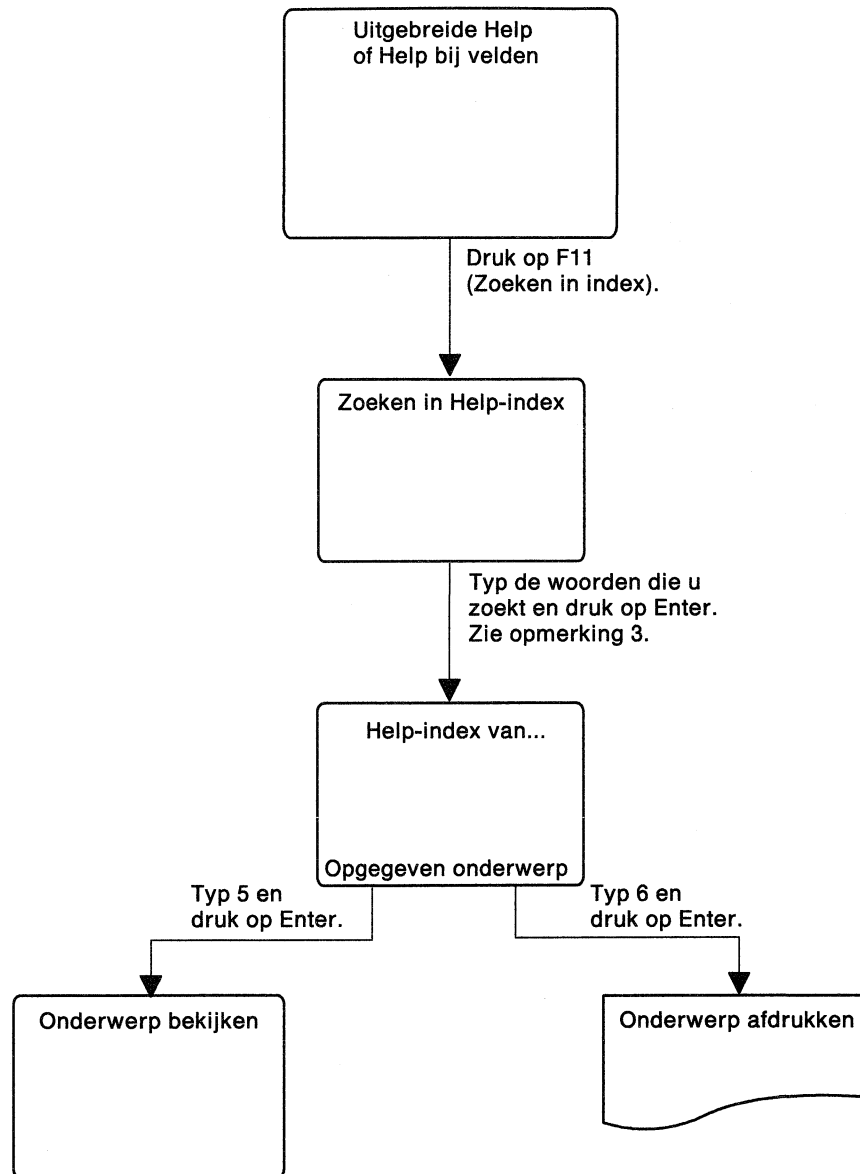 Uitgebreide Help
of Help bij velden
Druk op F11
(Zoeken in index).
Zoeken in Help-index
Typ de woorden die u
zoekt en druk op Enter.
Zie opmerking 3.
Help-index van...
Opgegeven onderwerp
Typ 5 en
druk op Enter.
Typ 6 en
druk op Enter.
Onderwerp bekijken
Onderwerp afdrukken